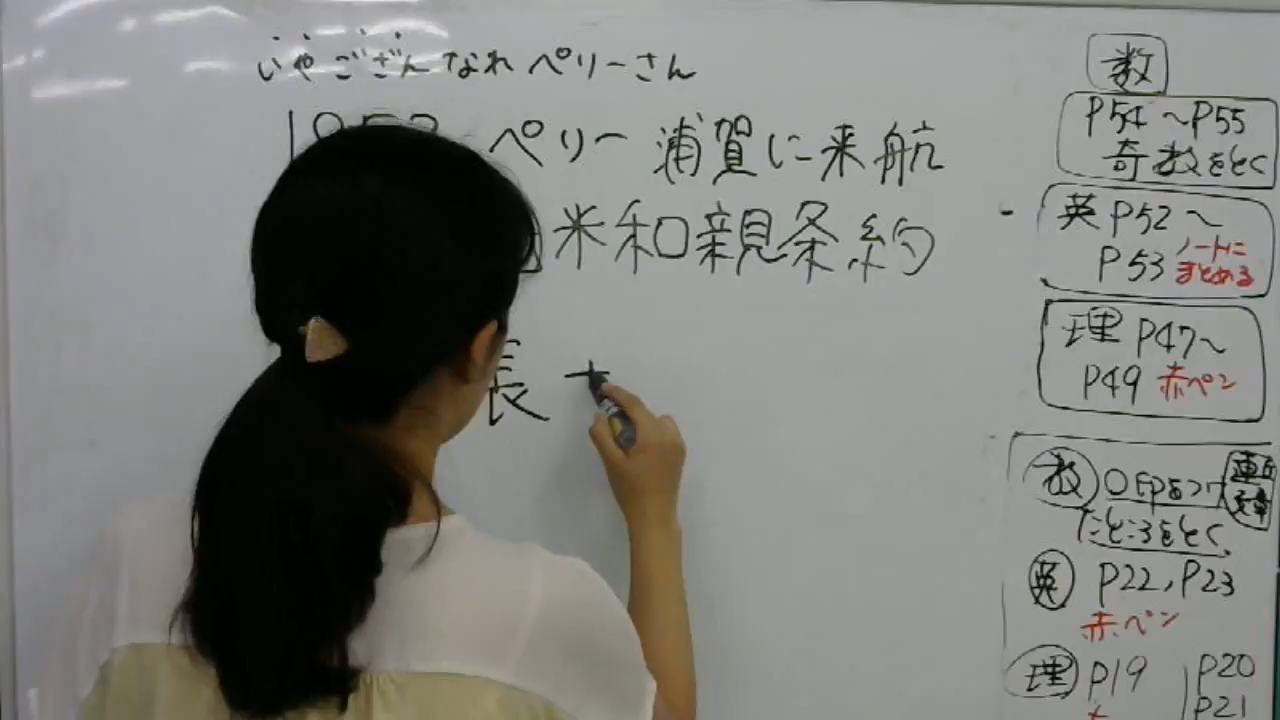 いやござんなれ ペリーさん
1853 ペリー 浦賀に来航
米和親条約
長
数
P54～P55
奇数をとく
英 P52～
P53 ノートに
まとめる
理 P47～
P49 赤ペン
数 〇印をつけ
たところをとく
英 P22, P23
赤ペン
理 P19 P20
P21